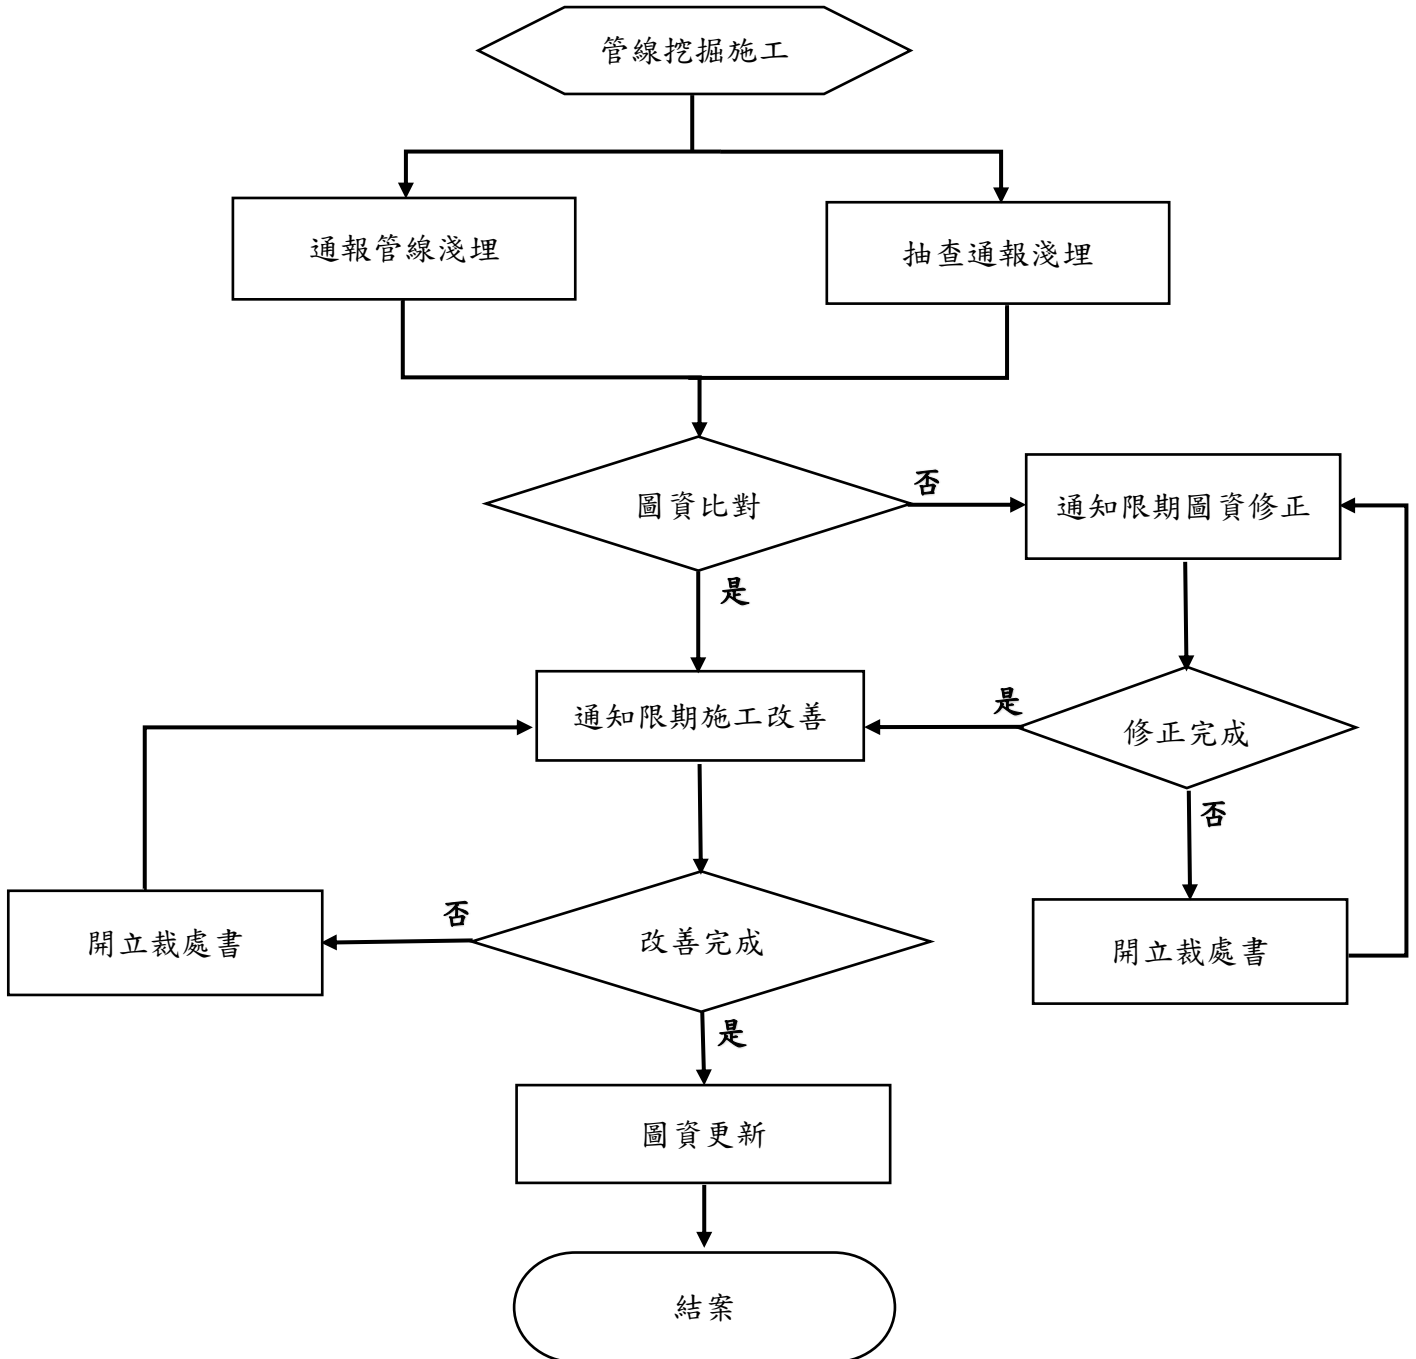 管線挖掘施工
通報管線淺埋
抽查通報淺埋
圖資比對
否
通知限期圖資修正
是
通知限期施工改善
是
修正完成
否
開立裁處書
否
改善完成
開立裁處書
是
圖資更新
結案